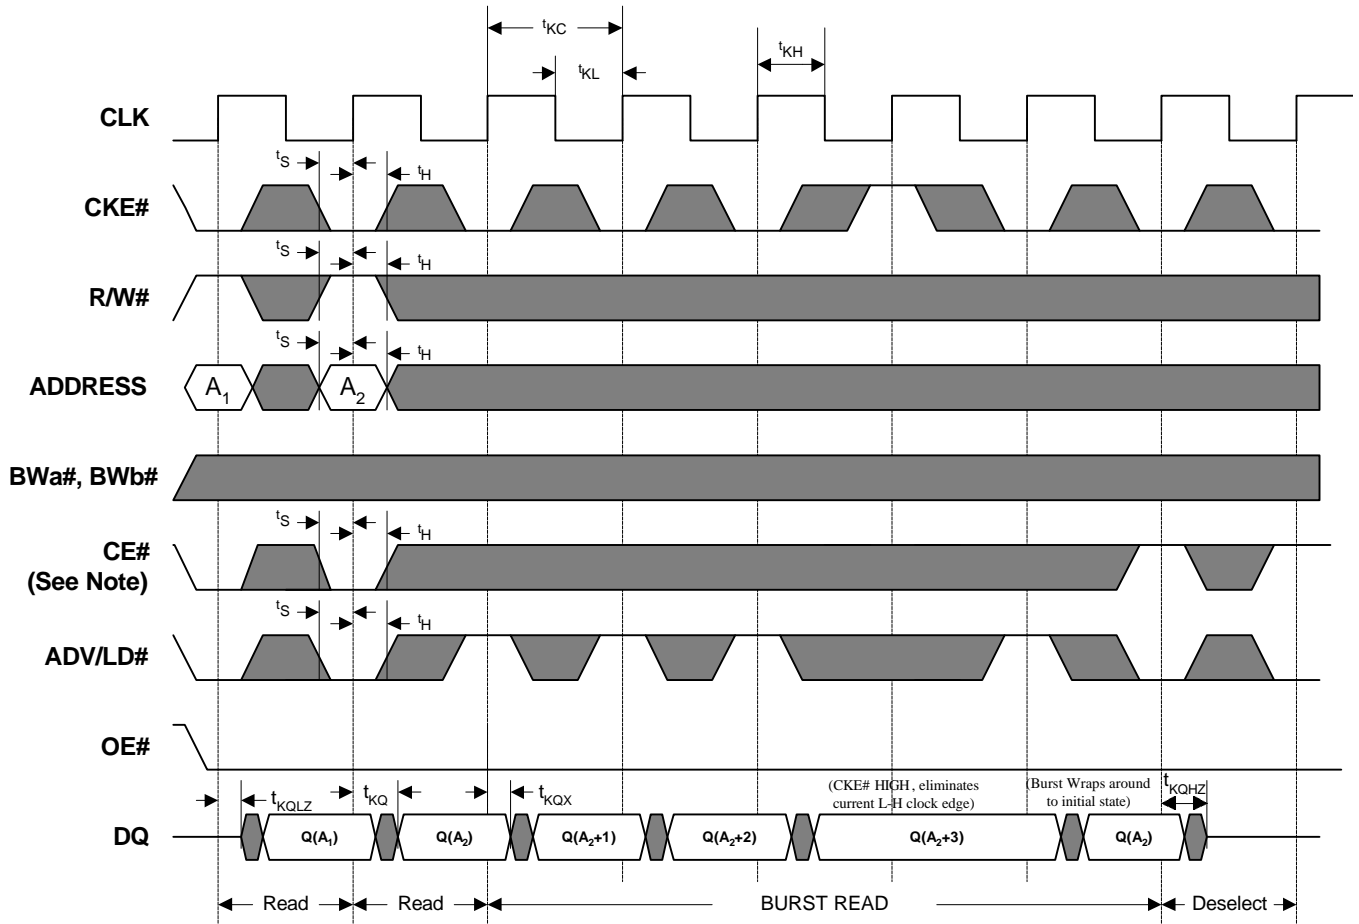 tKC
tKL
tKH
CLK
tS
tH
CKE#
tS
tH
R/W#
tS
tH
ADDRESS
A1
A2
BWa#, BWb#
tS
tH
CE#
(See Note)
tS
tH
ADV/LD#
OE#
tKQLZ
tKQ
tKQX
(CKE# HIGH, eliminates
current L-H clock edge)
(Burst Wraps around
to initial state)
tKQHZ
DQ
Q(A1)
Q(A2)
Q(A2+1)
Q(A2+2)
Q(A2+3)
Q(A2)
Read
Read
BURST READ
Deselect